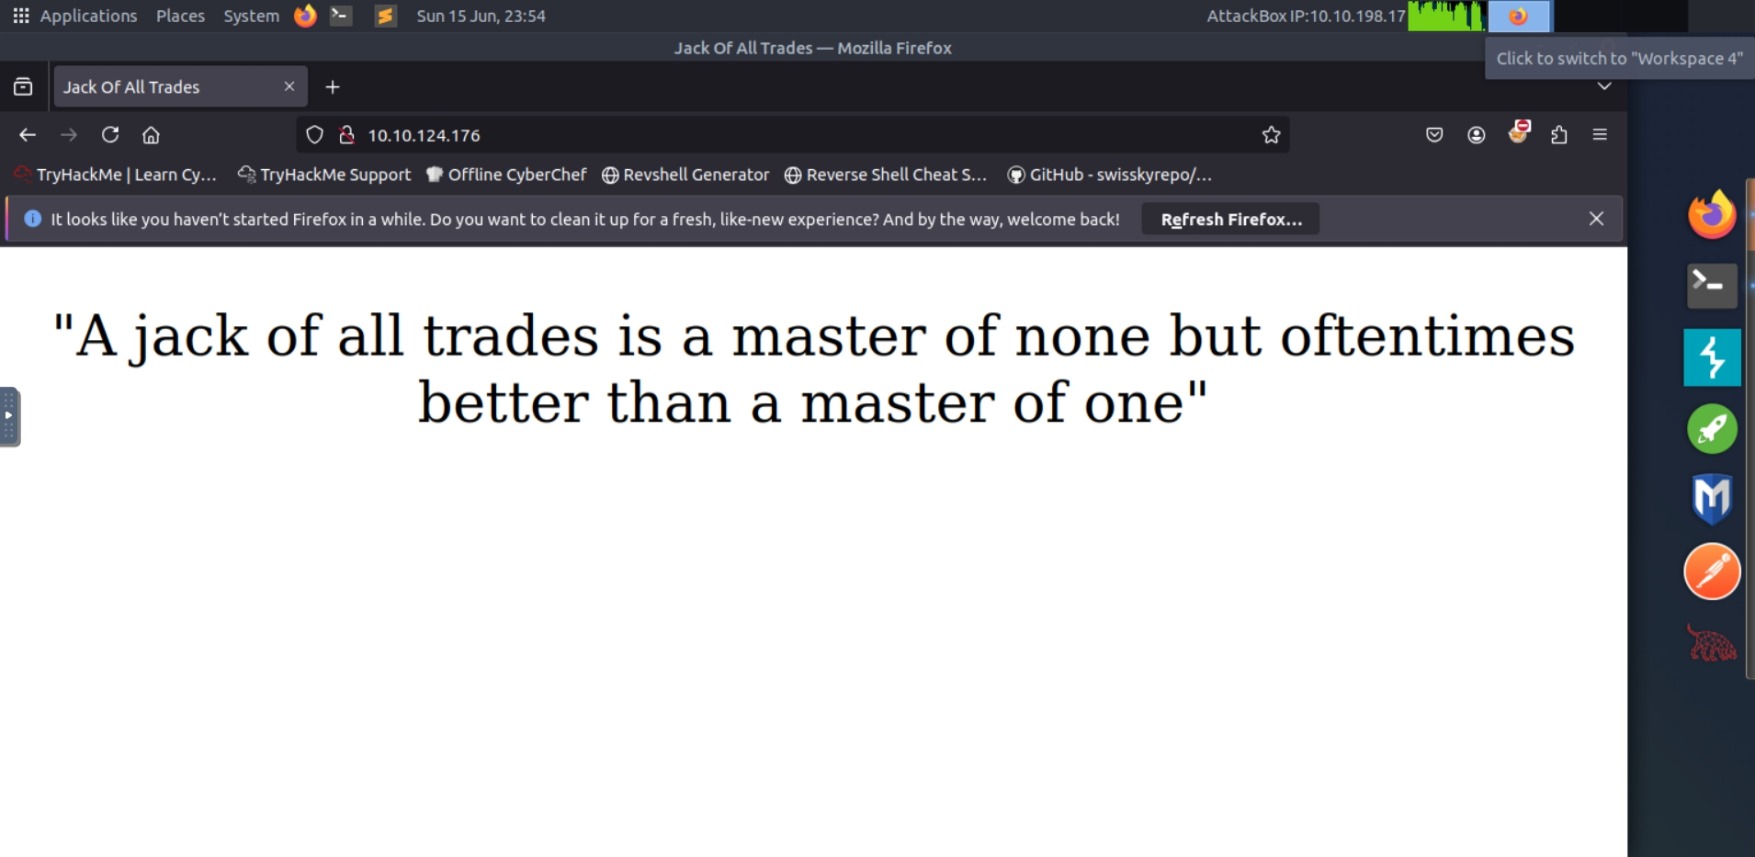 Applications Places System Sun 15 Jun, 23:54 AttackBox IP:10.10.198.17
Jack Of All Trades — Mozilla Firefox
Click to switch to "Workspace 4"
Jack Of All Trades
10.10.124.176
TryHackMe | Learn Cy... TryHackMe Support Offline CyberChef Revshell Generator Reverse Shell Cheat S... GitHub - swisskyrepo/...
It looks like you haven't started Firefox in a while. Do you want to clean it up for a fresh, like-new experience? And by the way, welcome back! Refresh Firefox...
"A jack of all trades is a master of none but oftentimes
better than a master of one"